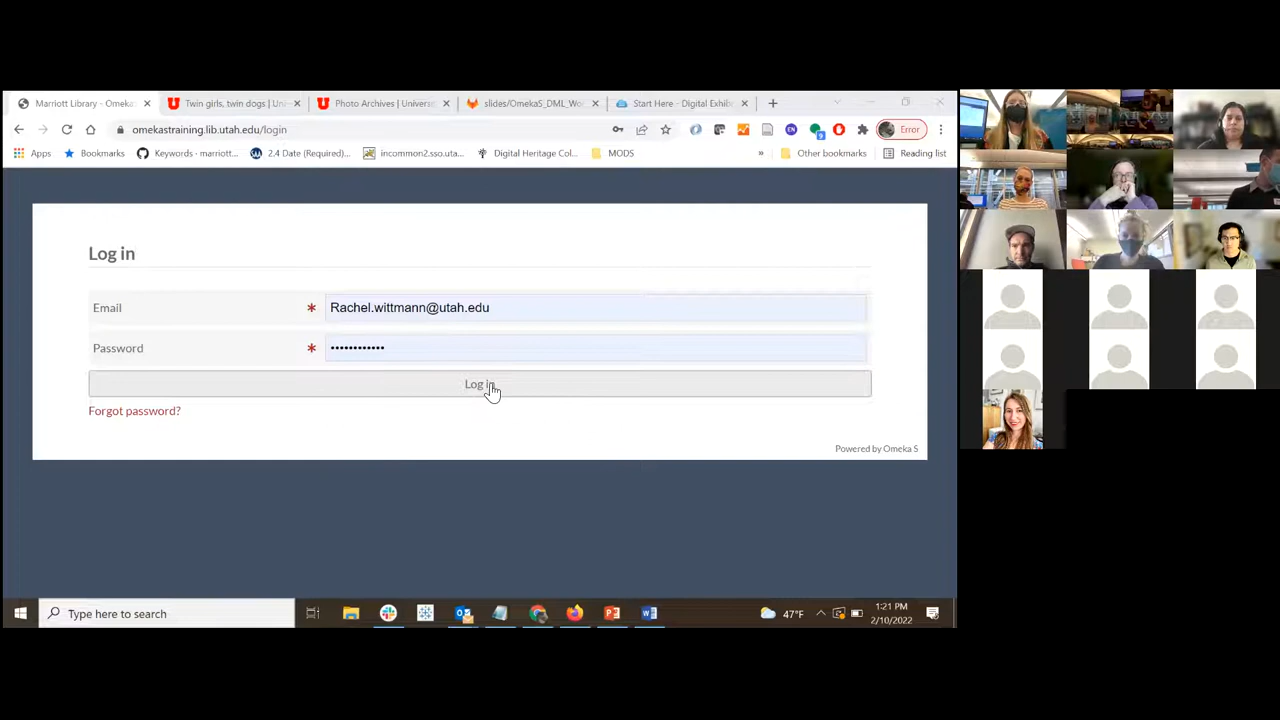 Marriott Library - Omeka
Twin girls, twin dogs | Uni
Photo Archives | Univers
slides/OmekaS_DML_Wo
Start Here - Digital Exhib
omekastraining.lib.utah.edu/login
Error
Apps
Bookmarks
Keywords - marriott...
2.4 Date (Required)...
incommon2.sso.uta...
Digital Heritage Col...
MODS
»
Other bookmarks
Reading list
Log in
Email
*
Rachel.wittmann@utah.edu
Password
*
••••••••••••
Log in
Forgot password?
Powered by Omeka S
Type here to search
47°F
1:21 PM
2/10/2022